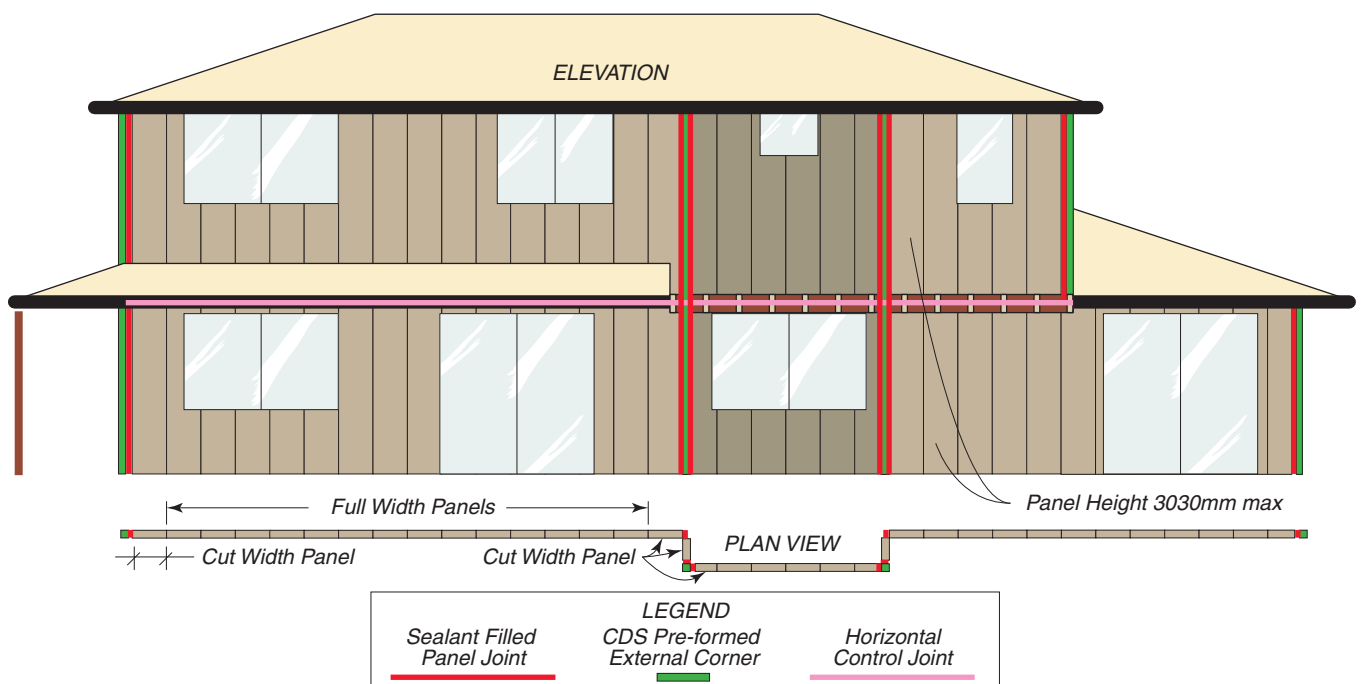 ELEVATION
Full Width Panels
Panel Height 3030mm max
Cut Width Panel
Cut Width Panel
PLAN VIEW
LEGEND
Sealant Filled
Panel Joint
CDS Pre-formed
External Corner
Horizontal
Control Joint